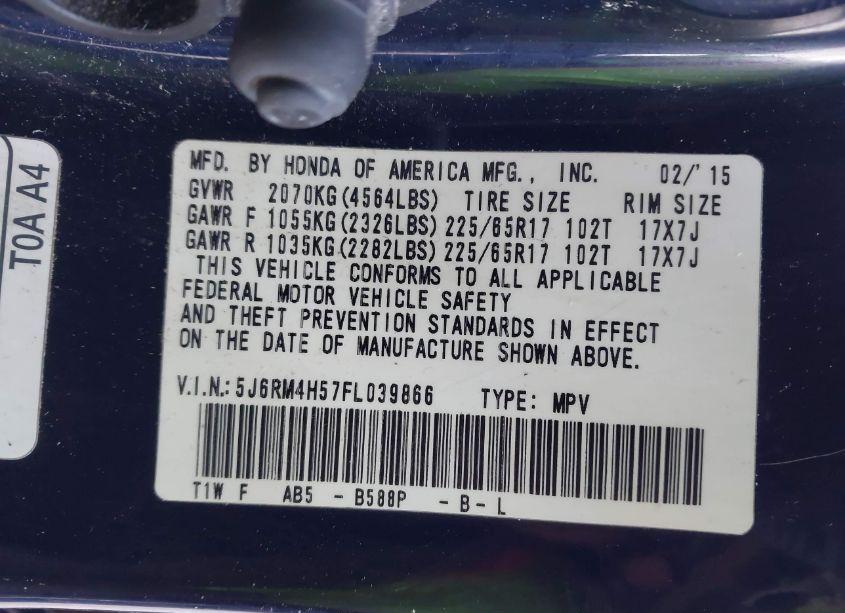 T0A A4
MFD. BY HONDA OF AMERICA MFG., INC. 02/'15
GVWR 2070KG(4564LBS) TIRE SIZE RIM SIZE
GAWR F 1055KG(2326LBS) 225/65R17 102T 17X7J
GAWR R 1035KG(2282LBS) 225/65R17 102T 17X7J
THIS VEHICLE CONFORMS TO ALL APPLICABLE
FEDERAL MOTOR VEHICLE SAFETY
AND THEFT PREVENTION STANDARDS IN EFFECT
ON THE DATE OF MANUFACTURE SHOWN ABOVE.
V.I.N.: 5J6RM4H57FL039866 TYPE: MPV
T1W F AB5 - B588P - B - L